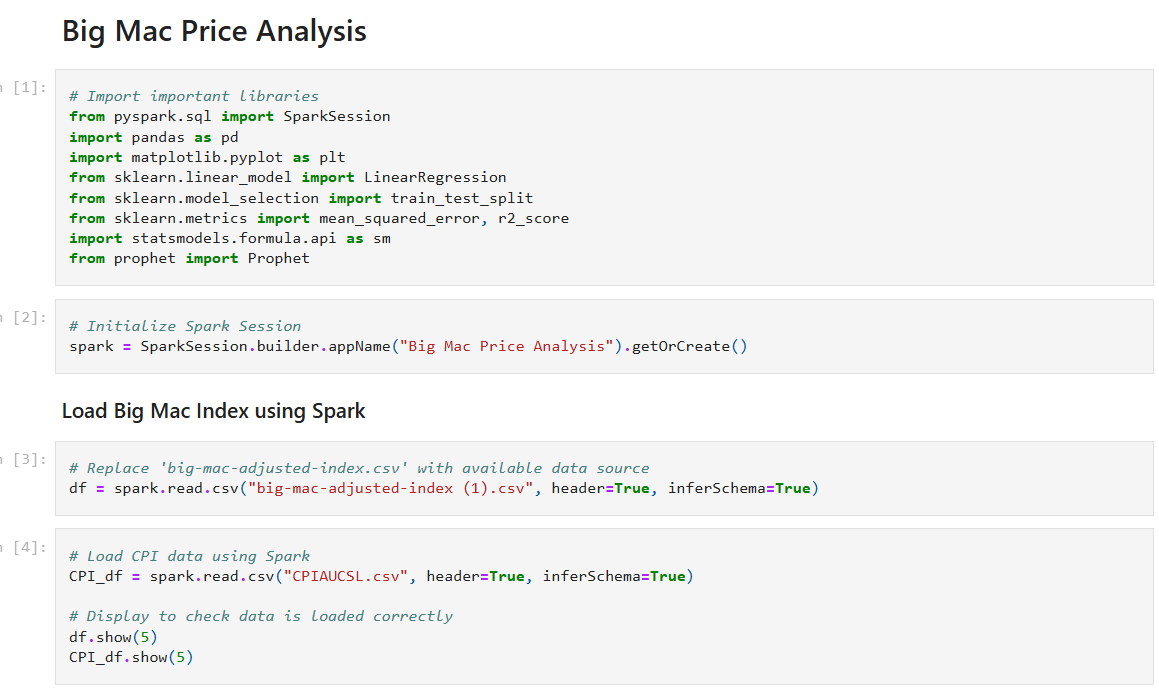 Big Mac Price Analysis
[1]:
# Import important libraries
from pyspark.sql import SparkSession
import pandas as pd
import matplotlib.pyplot as plt
from sklearn.linear_model import LinearRegression
from sklearn.model_selection import train_test_split
from sklearn.metrics import mean_squared_error, r2_score
import statsmodels.formula.api as sm
from prophet import Prophet
[2]:
# Initialize Spark Session
spark = SparkSession.builder.appName("Big Mac Price Analysis").getOrCreate()
Load Big Mac Index using Spark
[3]:
# Replace 'big-mac-adjusted-index.csv' with available data source
df = spark.read.csv("big-mac-adjusted-index (1).csv", header=True, inferSchema=True)
[4]:
# Load CPI data using Spark
CPI_df = spark.read.csv("CPIAUCSL.csv", header=True, inferSchema=True)
# Display to check data is loaded correctly
df.show(5)
CPI_df.show(5)